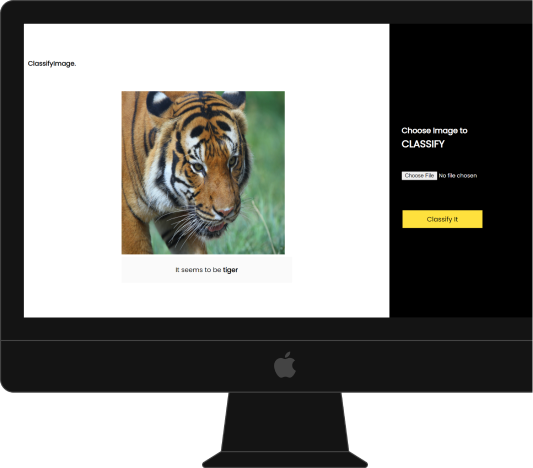 ClassifyImage.
It seems to be tiger
Choose Image to
CLASSIFY
Choose File No file chosen
Classify It